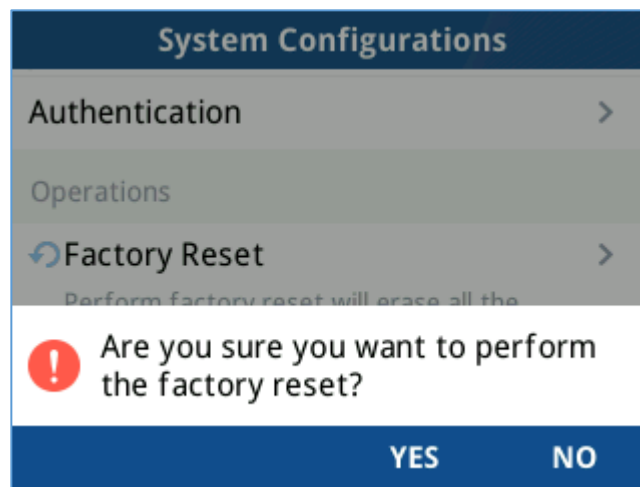 System Configurations
Authentication
Operations
Factory Reset
Perform factory reset will erase all the
Are you sure you want to perform
the factory reset?
YES NO